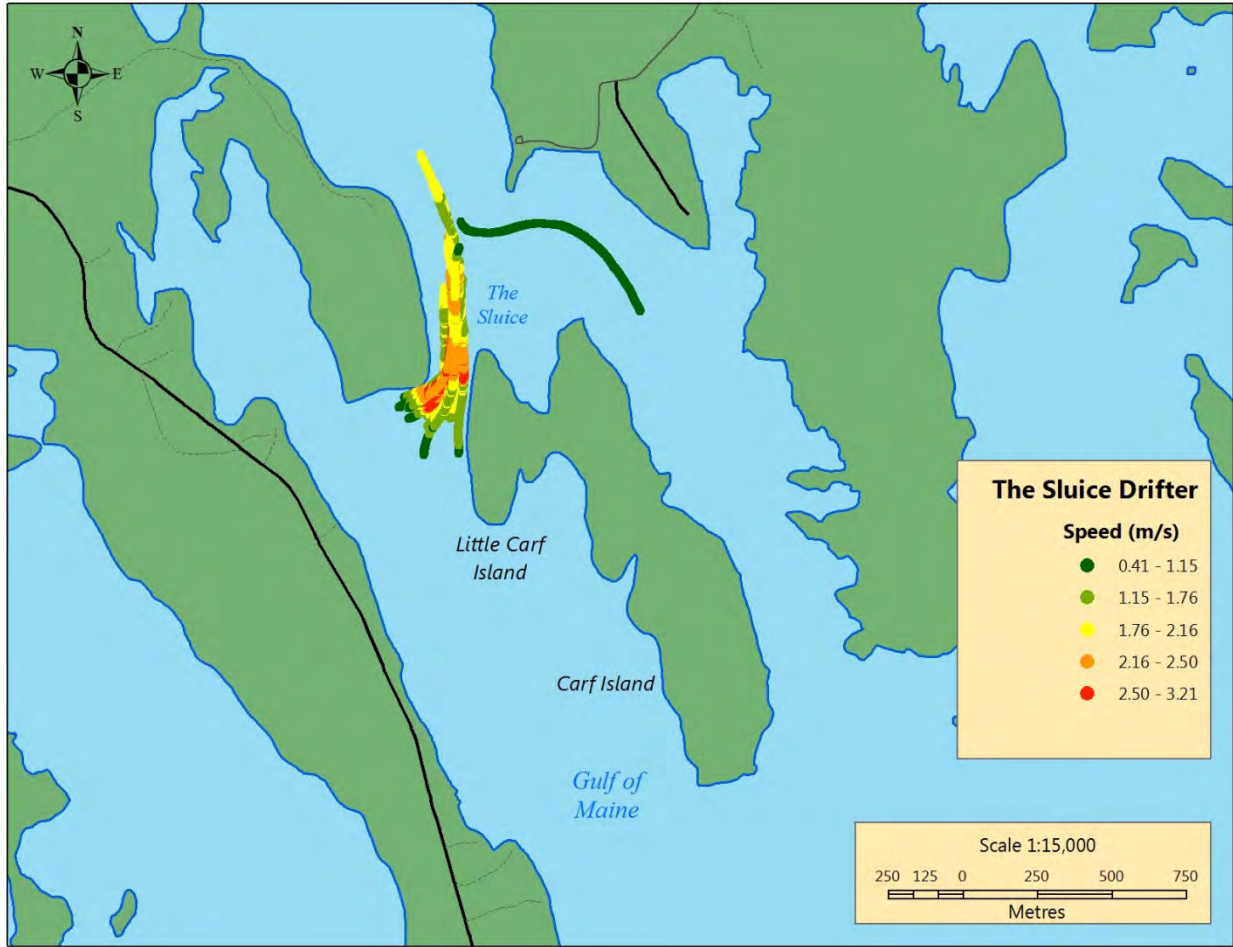 N
W E
S
The
Sluice
Little Carf
Island
Carf Island
Gulf of
Maine
The Sluice Drifter
Speed (m/s)
0.41 - 1.15
1.15 - 1.76
1.76 - 2.16
2.16 - 2.50
2.50 - 3.21
Scale 1:15,000
250 125 0 250 500 750
Metres